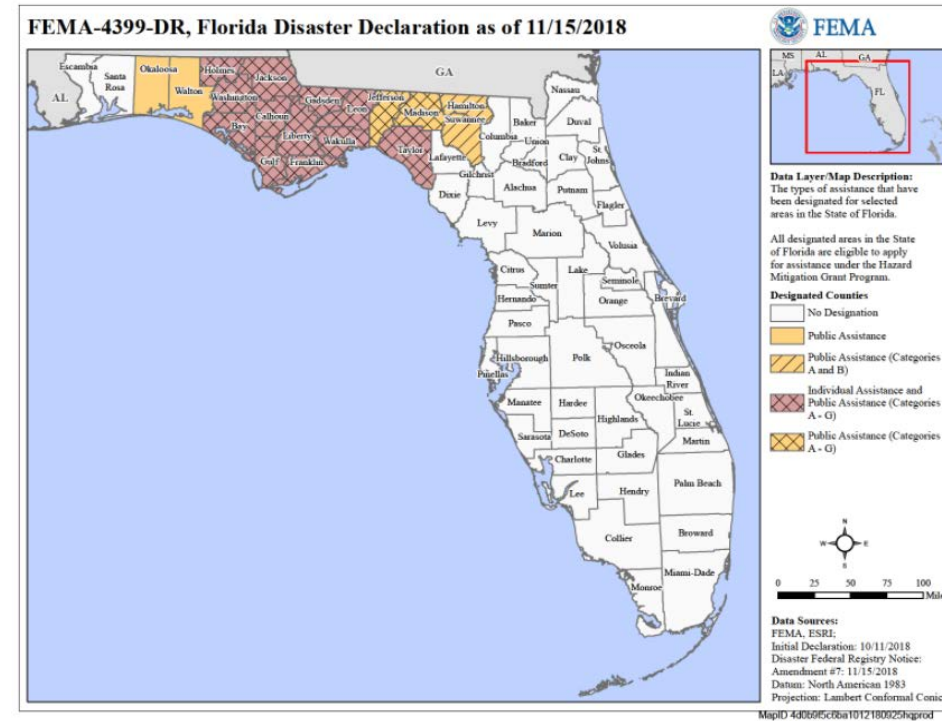 FEMA-4399-DR, Florida Disaster Declaration as of 11/15/2018
FEMA
MS AL GA
LA
FL
Escambia
Santa
Rosa
Okaloosa
Walton
Holmes
Jackson
Washington
Gadsden
Jefferson
Hamilton
Madison
Suwannee
Leon
Calhoun
Bay
Liberty
Wakulla
Taylor
Gulf
Franklin
AL
GA
Nassau
Baker
Duval
Columbia
Union
Lafayette
Bradford
Clay
St
Johns
Gilchrist
Dixie
Alachua
Putnam
Flagler
Levy
Marion
Volusia
Citrus
Lake
Sumter
Seminole
Hernando
Orange
Brevard
Pasco
Osceola
Hillsborough
Polk
Pinellas
Indian
River
Manatee
Hardee
Okeechobee
Highlands
St
Lucie
Sarasota
DeSoto
Martin
Charlotte
Glades
Lee
Hendry
Palm Beach
Collier
Broward
Monroe
Miami-Dade
Data Layer/Map Description:
The types of assistance that have
been designated for selected
areas in the State of Florida.
All designated areas in the State
of Florida are eligible to apply
for assistance under the Hazard
Mitigation Grant Program.
Designated Counties
No Designation
Public Assistance
Public Assistance (Categories
A and B)
Individual Assistance and
Public Assistance (Categories
A - G)
Public Assistance (Categories
A - G)
N
W E
S
0 25 50 75 100
Mile
Data Sources:
FEMA, ESRI;
Initial Declaration: 10/11/2018
Disaster Federal Registry Notice:
Amendment #7: 11/15/2018
Datum: North American 1983
Projection: Lambert Conformal Conic